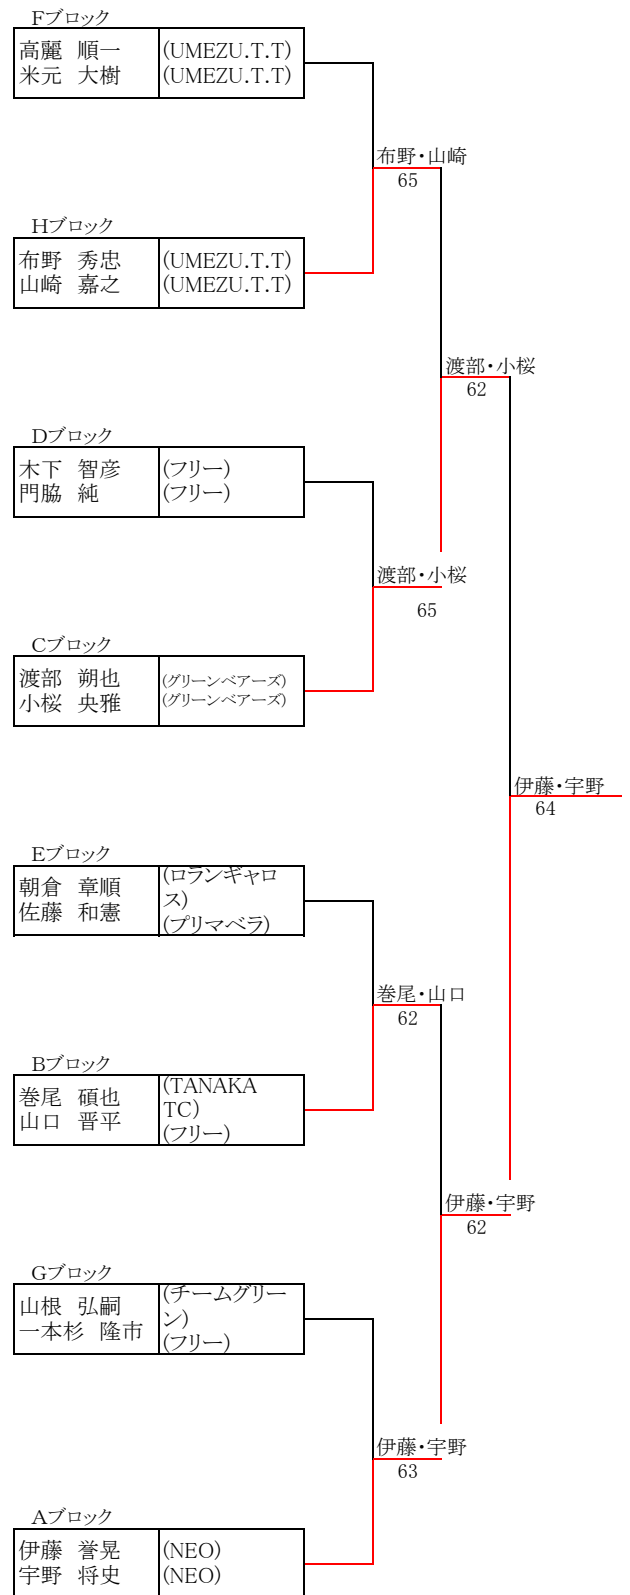 Fブロック
高麗 順一 (UMEZU.T.T)
米元 大樹 (UMEZU.T.T)
布野・山崎
65
Hブロック
布野 秀忠 (UMEZU.T.T)
山崎 嘉之 (UMEZU.T.T)
渡部・小桜
62
Dブロック
木下 智彦 (フリー)
門脇 純 (フリー)
渡部・小桜
65
Cブロック
渡部 朔也 (グリーンベアーズ)
小桜 央雅 (グリーンベアーズ)
伊藤・宇野
64
Eブロック
朝倉 章順 (ロランギャロ
ス)
佐藤 和憲 (プリマベラ)
巻尾・山口
62
Bブロック
巻尾 碩也 (TANAKA
TC)
山口 晋平 (フリー)
伊藤・宇野
62
Gブロック
山根 弘嗣 (チームグリー
ン)
一本杉 隆市 (フリー)
伊藤・宇野
63
Aブロック
伊藤 誉晃 (NEO)
宇野 将史 (NEO)